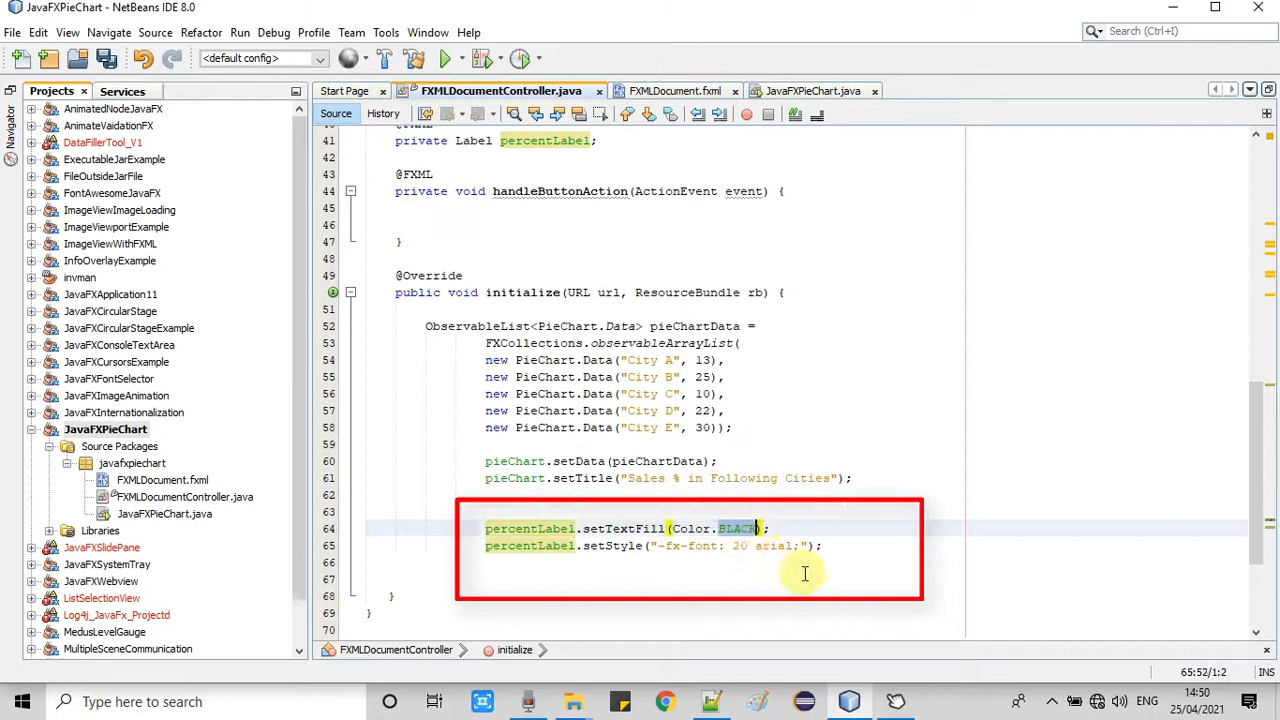 JavaFXPieChart - NetBeans IDE 8.0
File Edit View Navigate Source Refactor Run Debug Profile Team Tools Window Help
Search (Ctrl+I)
<default config>
Projects
Services
Start Page
FXMLDocumentController.java
FXMLDocument.fxml
JavaFXPieChart.java
Source
History
Navigator
AnimatedNodeJavaFX
AnimateVaidationFX
DataFillerTool_V1
ExecutableJarExample
FileOutsideJarFile
FontAwesomeJavaFX
ImageViewImageLoading
ImageViewportExample
ImageViewWithFXML
InfoOverlayExample
invman
JavaFXApplication11
JavaFXCircularStage
JavaFXCircularStageExample
JavaFXConsoleTextArea
JavaFXCursorsExample
JavaFXFontSelector
JavaFXImageAnimation
JavaFXInternationalization
JavaFXPieChart
Source Packages
javafxpiechart
FXMLDocument.fxml
FXMLDocumentController.java
JavaFXPieChart.java
Libraries
JavaFXSlidePane
JavaFXSystemTray
JavaFXWebview
ListSelectionView
Log4j_JavaFx_Projectd
MedusLevelGauge
MultipleSceneCommunication
40 @FXML
41 private Label percentLabel;
42
43 @FXML
44 private void handleButtonAction(ActionEvent event) {
45
46
47 }
48
49 @Override
public void initialize(URL url, ResourceBundle rb) {
51
52 ObservableList<PieChart.Data> pieChartData =
53 FXCollections.observableArrayList(
54 new PieChart.Data("City A", 13),
55 new PieChart.Data("City B", 25),
56 new PieChart.Data("City C", 10),
57 new PieChart.Data("City D", 22),
58 new PieChart.Data("City E", 30));
59
60 pieChart.setData(pieChartData);
61 pieChart.setTitle("Sales % in Following Cities");
62
63
64 percentLabel.setTextFill(Color.BLACK);
65 percentLabel.setStyle("-fx-font: 20 arial;");
66
67
68 }
69 }
70
FXMLDocumentController
initialize
65:52/1:2
INS
Type here to search
ENG
14:50
25/04/2021